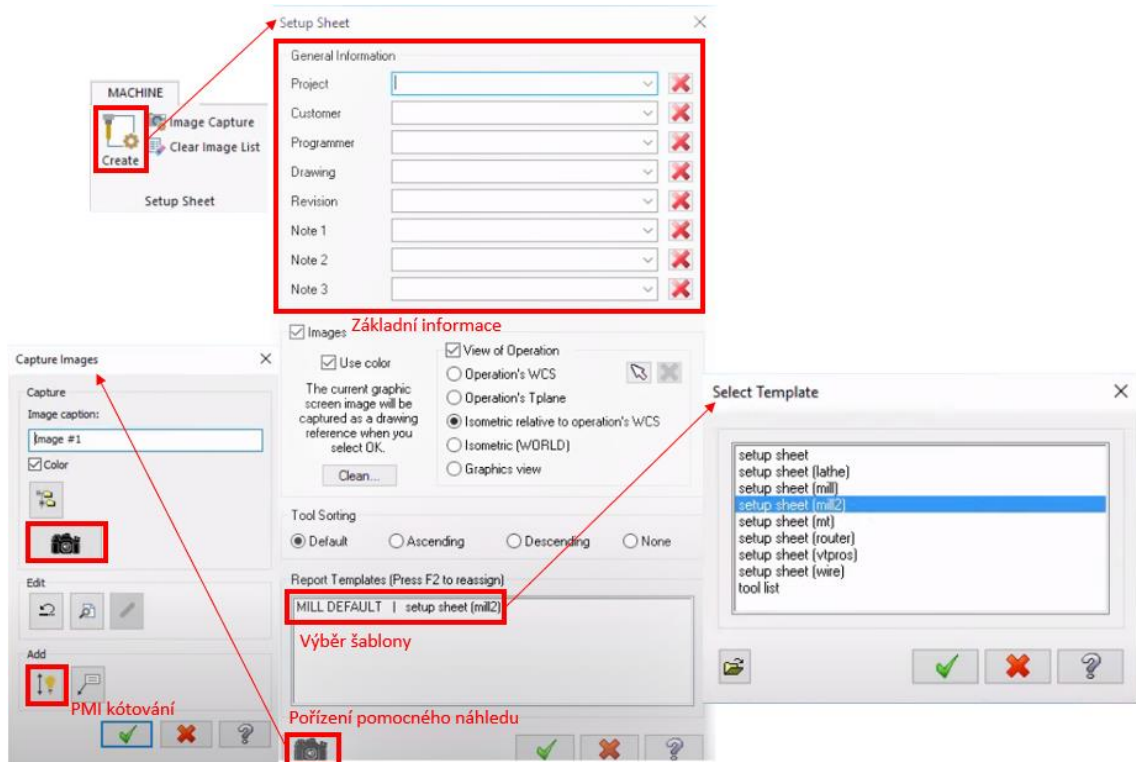 MACHINE
Create
Image Capture
Clear Image List
Setup Sheet
Setup Sheet
General Information
Project
Customer
Programmer
Drawing
Revision
Note 1
Note 2
Note 3
Základní informace
Images
Use color
The current graphic
screen image will be
captured as a drawing
reference when you
select OK.
Clean...
View of Operation
Operation's WCS
Operation's Tplane
Isometric relative to operation's WCS
Isometric (WORLD)
Graphics view
Tool Sorting
Default
Ascending
Descending
None
Report Templates (Press F2 to reassign)
MILL DEFAULT | setup sheet (mill2)
Výběr šablony
Pořízení pomocného náhledu
Capture Images
Capture
Image caption:
Image #1
Color
Edit
Add
PMI kótování
Select Template
setup sheet
setup sheet (lathe)
setup sheet (mill)
setup sheet (mill2)
setup sheet (mt)
setup sheet (router)
setup sheet (vtpros)
setup sheet (wire)
tool list